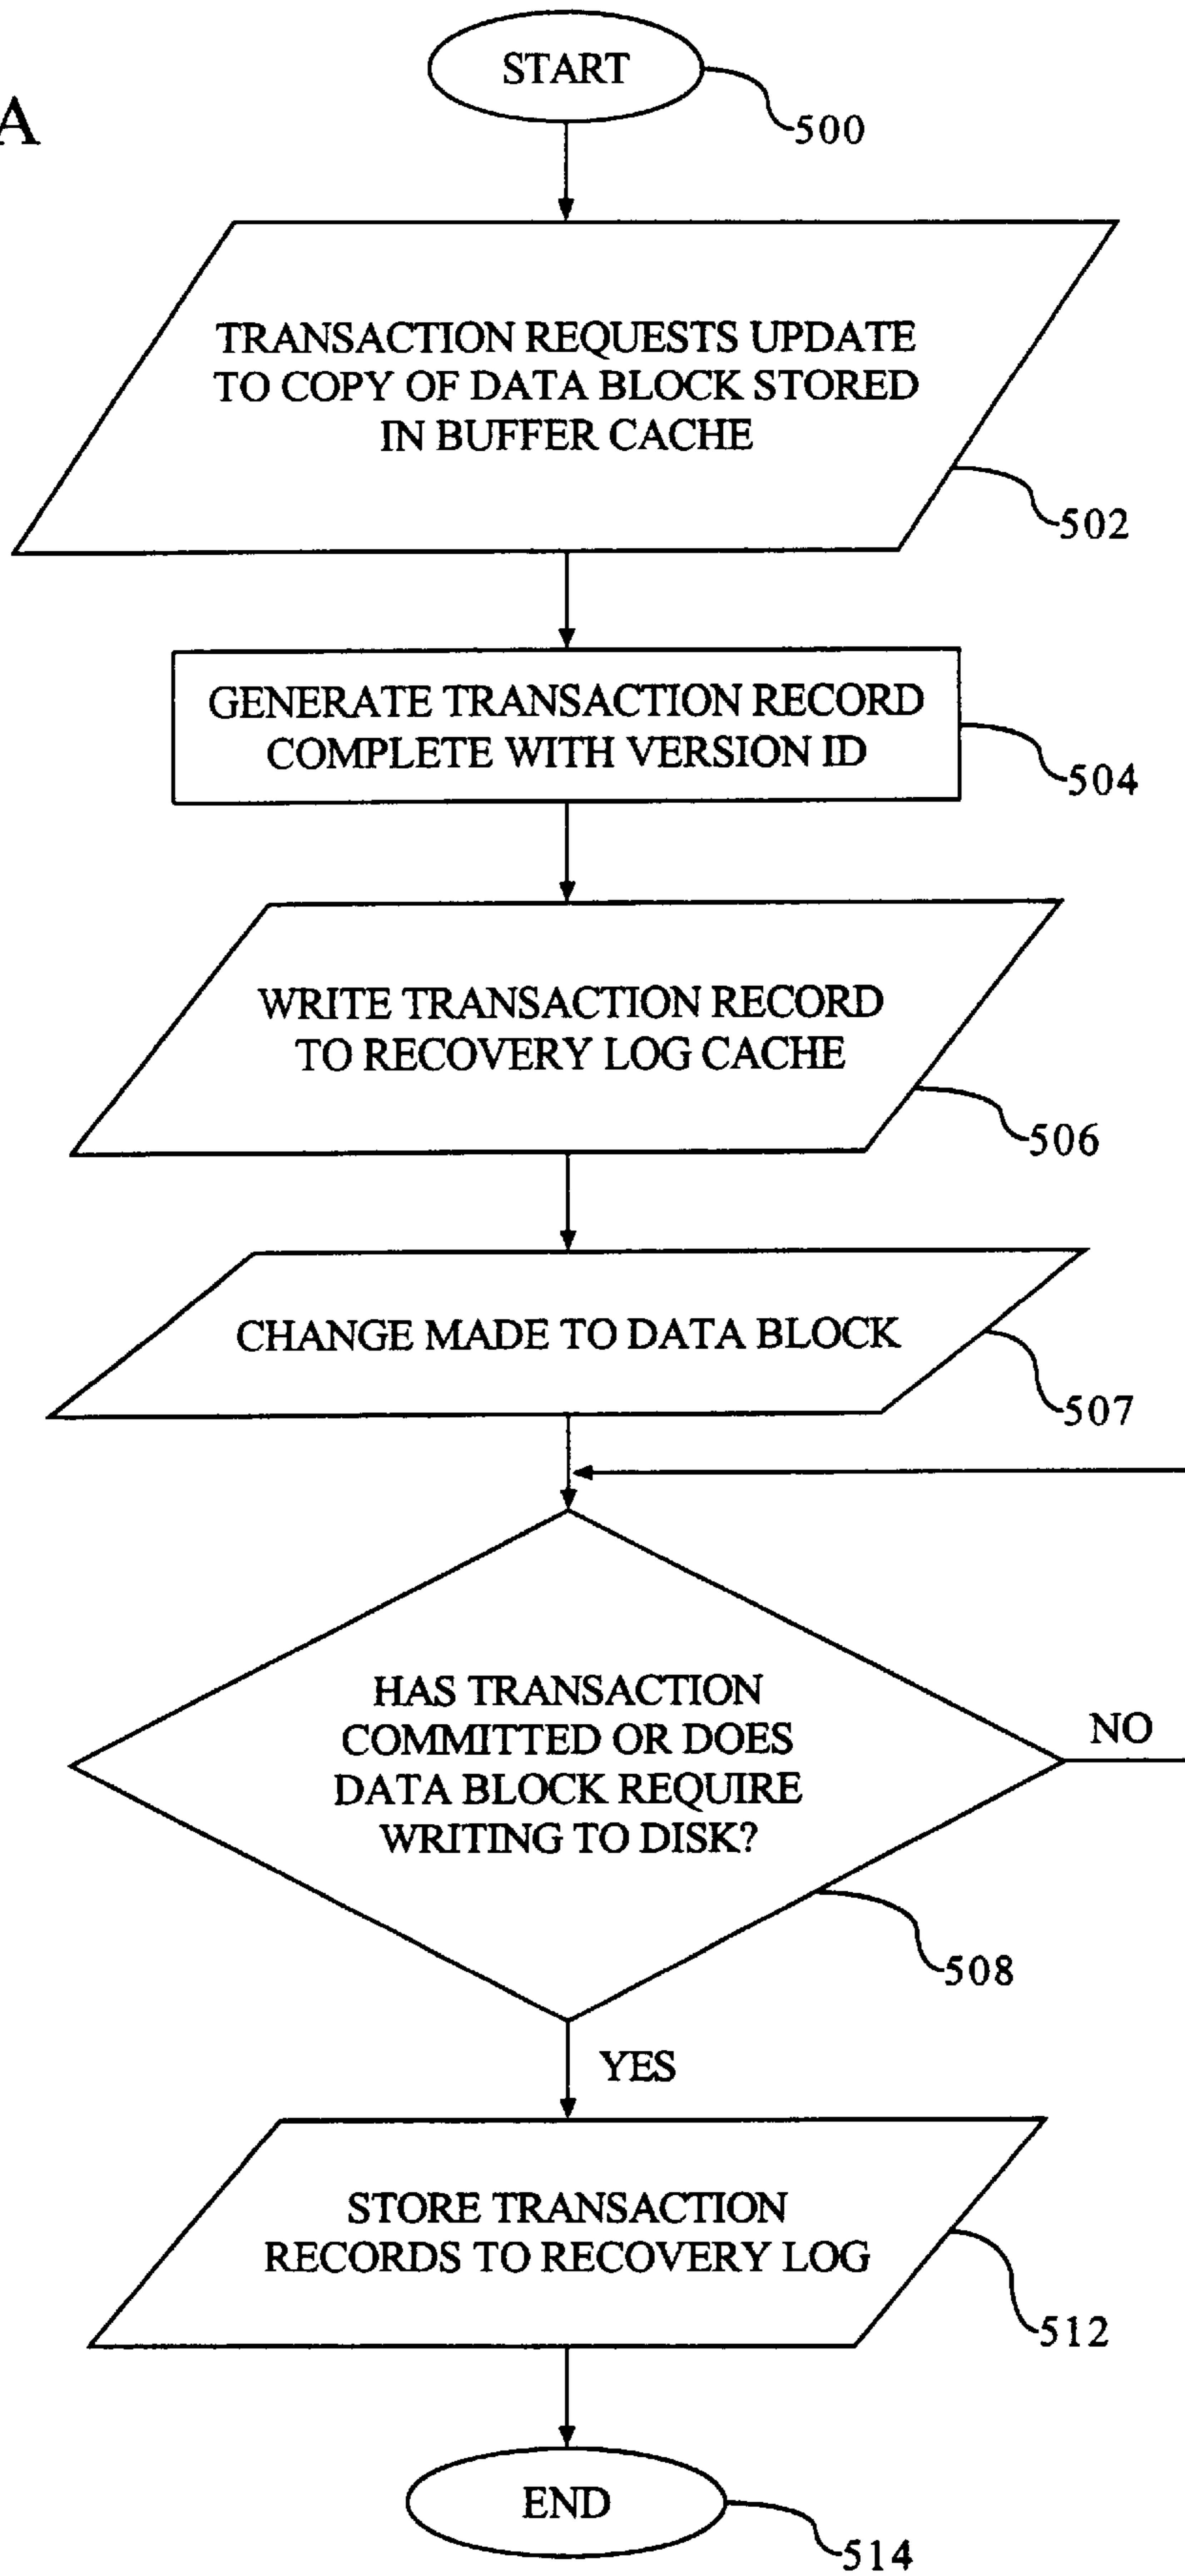 START
A
500
TRANSACTION REQUESTS UPDATE
TO COPY OF DATA BLOCK STORED
IN BUFFER CACHE
502
GENERATE TRANSACTION RECORD
COMPLETE WITH VERSION ID
504
WRITE TRANSACTION RECORD
TO RECOVERY LOG CACHE
506
CHANGE MADE TO DATA BLOCK
507
HAS TRANSACTION
COMMITTED OR DOES
DATA BLOCK REQUIRE
WRITING TO DISK?
NO
508
YES
STORE TRANSACTION
RECORDS TO RECOVERY LOG
512
END
514